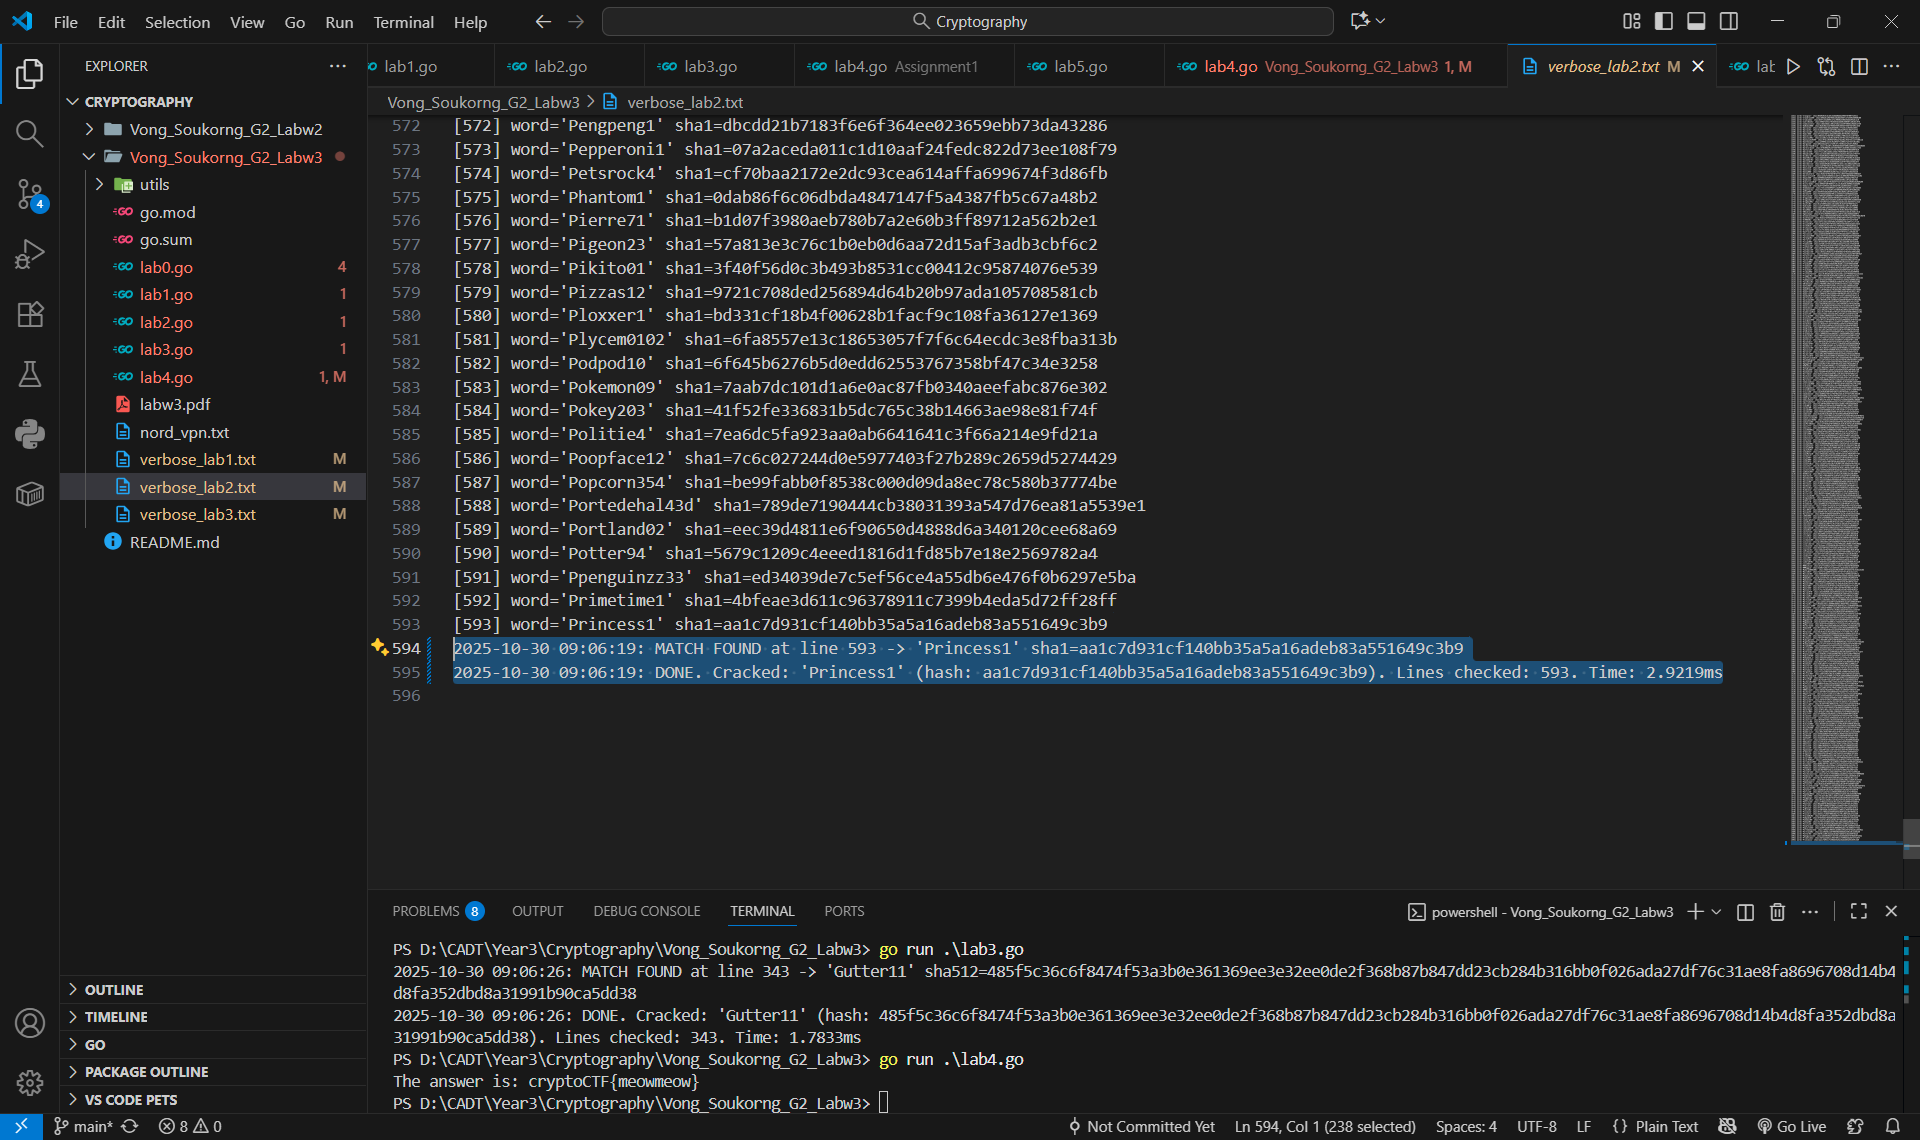 File Edit Selection View Go Run Terminal Help
Cryptography
EXPLORER
CRYPTOGRAPHY
Vong_Soukorng_G2_Labw2
Vong_Soukorng_G2_Labw3
utils
go.mod
go.sum
lab0.go 4
lab1.go 1
lab2.go 1
lab3.go 1
lab4.go 1, M
labw3.pdf
nord_vpn.txt
verbose_lab1.txt M
verbose_lab2.txt M
verbose_lab3.txt M
README.md
OUTLINE
TIMELINE
GO
PACKAGE OUTLINE
VS CODE PETS
4
lab1.go lab2.go lab3.go lab4.go Assignment1 lab5.go lab4.go Vong_Soukorng_G2_Labw3 1, M verbose_lab2.txt M lat
Vong_Soukorng_G2_Labw3 > verbose_lab2.txt
572 [572] word='Pengpeng1' sha1=dbcdd21b7183f6e6f364ee023659ebb73da43286
573 [573] word='Pepperoni1' sha1=07a2aceda011c1d10aaf24fedc822d73ee108f79
574 [574] word='Petsrock4' sha1=cf70baa2172e2dc93cea614affa699674f3d86fb
575 [575] word='Phantom1' sha1=0dab86f6c06dbda4847147f5a4387fb5c67a48b2
576 [576] word='Pierre71' sha1=b1d07f3980aeb780b7a2e60b3ff89712a562b2e1
577 [577] word='Pigeon23' sha1=57a813e3c76c1b0eb0d6aa72d15af3adb3cbf6c2
578 [578] word='Pikito01' sha1=3f40f56d0c3b493b8531cc00412c95874076e539
579 [579] word='Pizzas12' sha1=9721c708ded256894d64b20b97ada105708581cb
580 [580] word='Ploxxer1' sha1=bd331cf18b4f00628b1facf9c108fa36127e1369
581 [581] word='Plycem0102' sha1=6fa8557e13c18653057f7f6c64ecdc3e8fba313b
582 [582] word='Podpod10' sha1=6f645b6276b5d0edd62553767358bf47c34e3258
583 [583] word='Pokemon09' sha1=7aab7dc101d1a6e0ac87fb0340aeefabc876e302
584 [584] word='Pokey203' sha1=41f52fe336831b5dc765c38b14663ae98e81f74f
585 [585] word='Politie4' sha1=7ea6dc5fa923aa0ab6641641c3f66a214e9fd21a
586 [586] word='Poopface12' sha1=7c6c027244d0e5977403f27b289c2659d5274429
587 [587] word='Popcorn354' sha1=be99fabb0f8538c000d09da8ec78c580b37774be
588 [588] word='Portedehal43d' sha1=789de7190444cb38031393a547d76ea81a5539e1
589 [589] word='Portland02' sha1=eec39d4811e6f90650d4888d6a340120cee68a69
590 [590] word='Potter94' sha1=5679c1209c4eeed1816d1fd85b7e18e2569782a4
591 [591] word='Ppenguinzz33' sha1=ed34039de7c5ef56ce4a55db6e476f0b6297e5ba
592 [592] word='Primetime1' sha1=4bfeae3d611c96378911c7399b4eda5d72ff28ff
593 [593] word='Princess1' sha1=aa1c7d931cf140bb35a5a16adeb83a551649c3b9
594 2025-10-30 09:06:19: MATCH FOUND at line 593 -> 'Princess1' sha1=aa1c7d931cf140bb35a5a16adeb83a551649c3b9
595 2025-10-30 09:06:19: DONE. Cracked: 'Princess1' (hash: aa1c7d931cf140bb35a5a16adeb83a551649c3b9). Lines checked: 593. Time: 2.9219ms
596
PROBLEMS 8 OUTPUT DEBUG CONSOLE TERMINAL PORTS powershell - Vong_Soukorng_G2_Labw3
PS D:\CADT\Year3\Cryptography\Vong_Soukorng_G2_Labw3> go run .\lab3.go
2025-10-30 09:06:26: MATCH FOUND at line 343 -> 'Gutter11' sha512=485f5c36c6f8474f53a3b0e361369ee3e32ee0de2f368b87b847dd23cb284b316bb0f026ada27df76c31ae8fa8696708d14b4
d8fa352dbd8a31991b90ca5dd38
2025-10-30 09:06:26: DONE. Cracked: 'Gutter11' (hash: 485f5c36c6f8474f53a3b0e361369ee3e32ee0de2f368b87b847dd23cb284b316bb0f026ada27df76c31ae8fa8696708d14b4d8fa352dbd8a
31991b90ca5dd38). Lines checked: 343. Time: 1.7833ms
PS D:\CADT\Year3\Cryptography\Vong_Soukorng_G2_Labw3> go run .\lab4.go
The answer is: cryptoCTF{meowmeow}
PS D:\CADT\Year3\Cryptography\Vong_Soukorng_G2_Labw3>
main* 8 0 Not Committed Yet Ln 594, Col 1 (238 selected) Spaces: 4 UTF-8 LF {} Plain Text Go Live